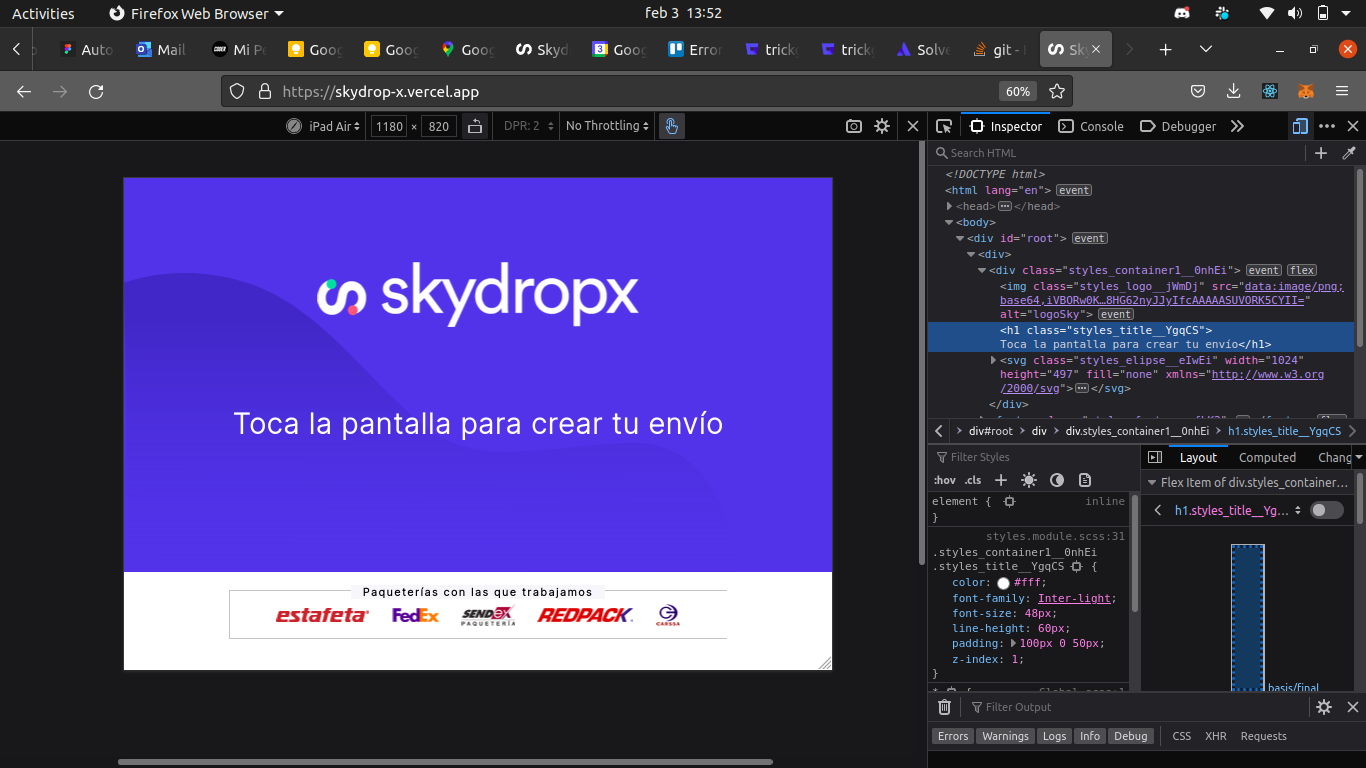 Activities
Firefox Web Browser
feb 3 13:52
Auto
Mail
Mi Pe
Goog
Goog
Goog
Skyd
Goog
Error
trick
tricky
Solve
git -
Sky
https://skydrop-x.vercel.app
60%
iPad Air
1180 × 820
DPR: 2
No Throttling
Inspector
Console
Debugger
Search HTML
<!DOCTYPE html>
<html lang="en"> event
<head> ••• </head>
<body>
<div id="root"> event
<div>
<div class="styles_container1__0nhEi"> event flex
<img class="styles_logo__jWmDj" src="data:image/png;
base64,iVBORw0K…8HG62nyJJyIfcAAAAASUVORK5CYII="
alt="logoSky"> event
<h1 class="styles_title__YgqCS">
Toca la pantalla para crear tu envío</h1>
<svg class="styles_elipse__eIwEi" width="1024"
height="497" fill="none" xmlns="http://www.w3.org
/2000/svg"> ••• </svg>
</div>
div#root
div
div.styles_container1__0nhEi
h1.styles_title__YgqCS
Filter Styles
:hov .cls
element {
inline
}
styles.module.scss:31
.styles_container1__0nhEi
.styles_title__YgqCS {
color: #fff;
font-family: Inter-light;
font-size: 48px;
line-height: 60px;
padding: 100px 0 50px;
z-index: 1;
}
Layout
Computed
Chang
Flex Item of div.styles_container…
h1.styles_title__Yg…
basis/final
Filter Output
Errors
Warnings
Logs
Info
Debug
CSS
XHR
Requests
skydropx
Toca la pantalla para crear tu envío
Paqueterías con las que trabajamos
estafeta
FedEx
SENDEX
PAQUETERÍA
REDPACK
CARSSA